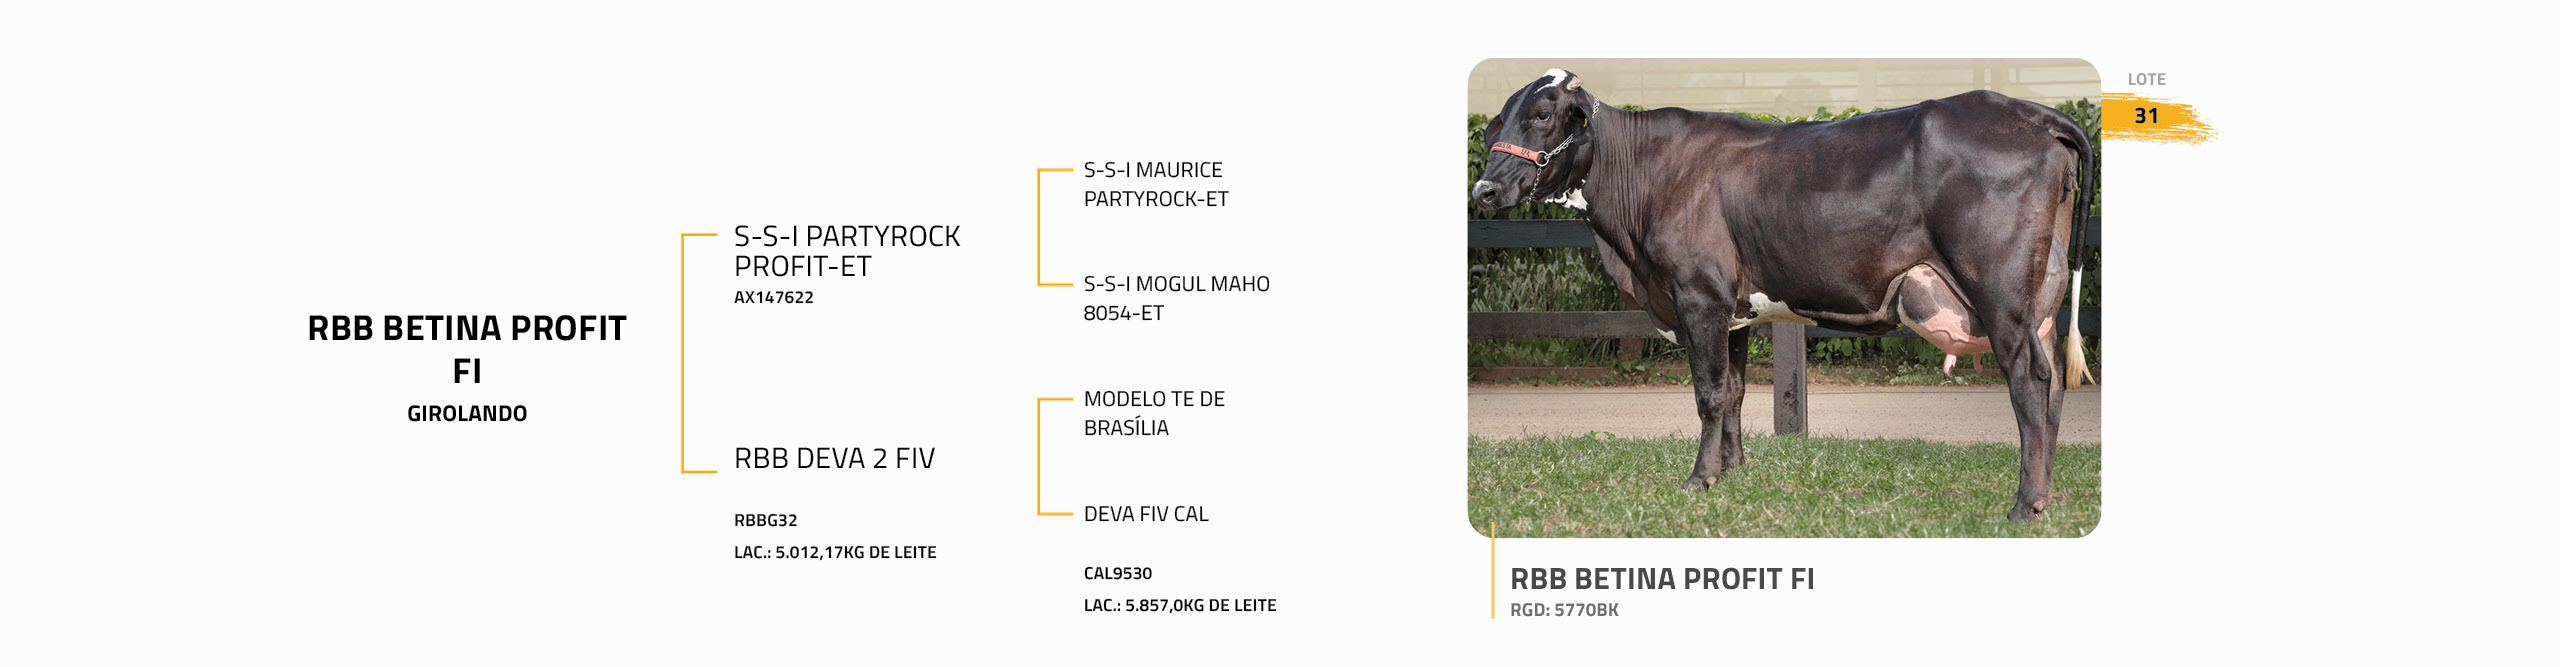 RBB BETINA PROFIT
FI
GIROLANDO
S-S-I PARTYROCK
PROFIT-ET
AX147622
RBB DEVA 2 FIV
RBBG32
LAC.: 5.012,17KG DE LEITE
S-S-I MAURICE
PARTYROCK-ET
S-S-I MOGUL MAHO
8054-ET
MODELO TE DE
BRASÍLIA
DEVA FIV CAL
CAL9530
LAC.: 5.857,0KG DE LEITE
LOTE
31
RBB BETINA PROFIT FI
RGD: 5770BK